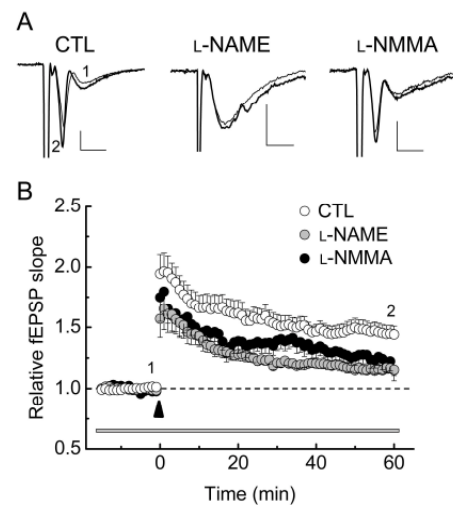 A
CTL
L-NAME
L-NMMA
1
2
B
2.5
2.0
1.5
1.0
0.5
Relative fEPSP slope
CTL
L-NAME
L-NMMA
1
2
0
20
40
60
Time (min)